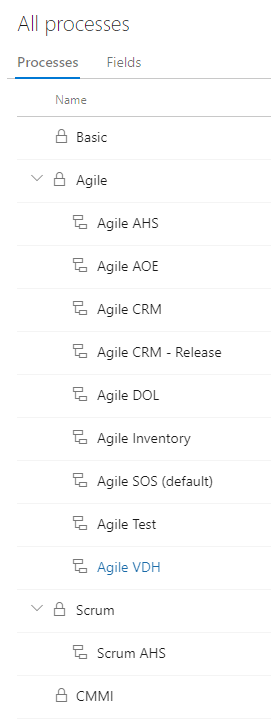 All processes
Processes Fields
Name
Basic
Agile
Agile AHS
Agile AOE
Agile CRM
Agile CRM - Release
Agile DOL
Agile Inventory
Agile SOS (default)
Agile Test
Agile VDH
Scrum
Scrum AHS
CMMI